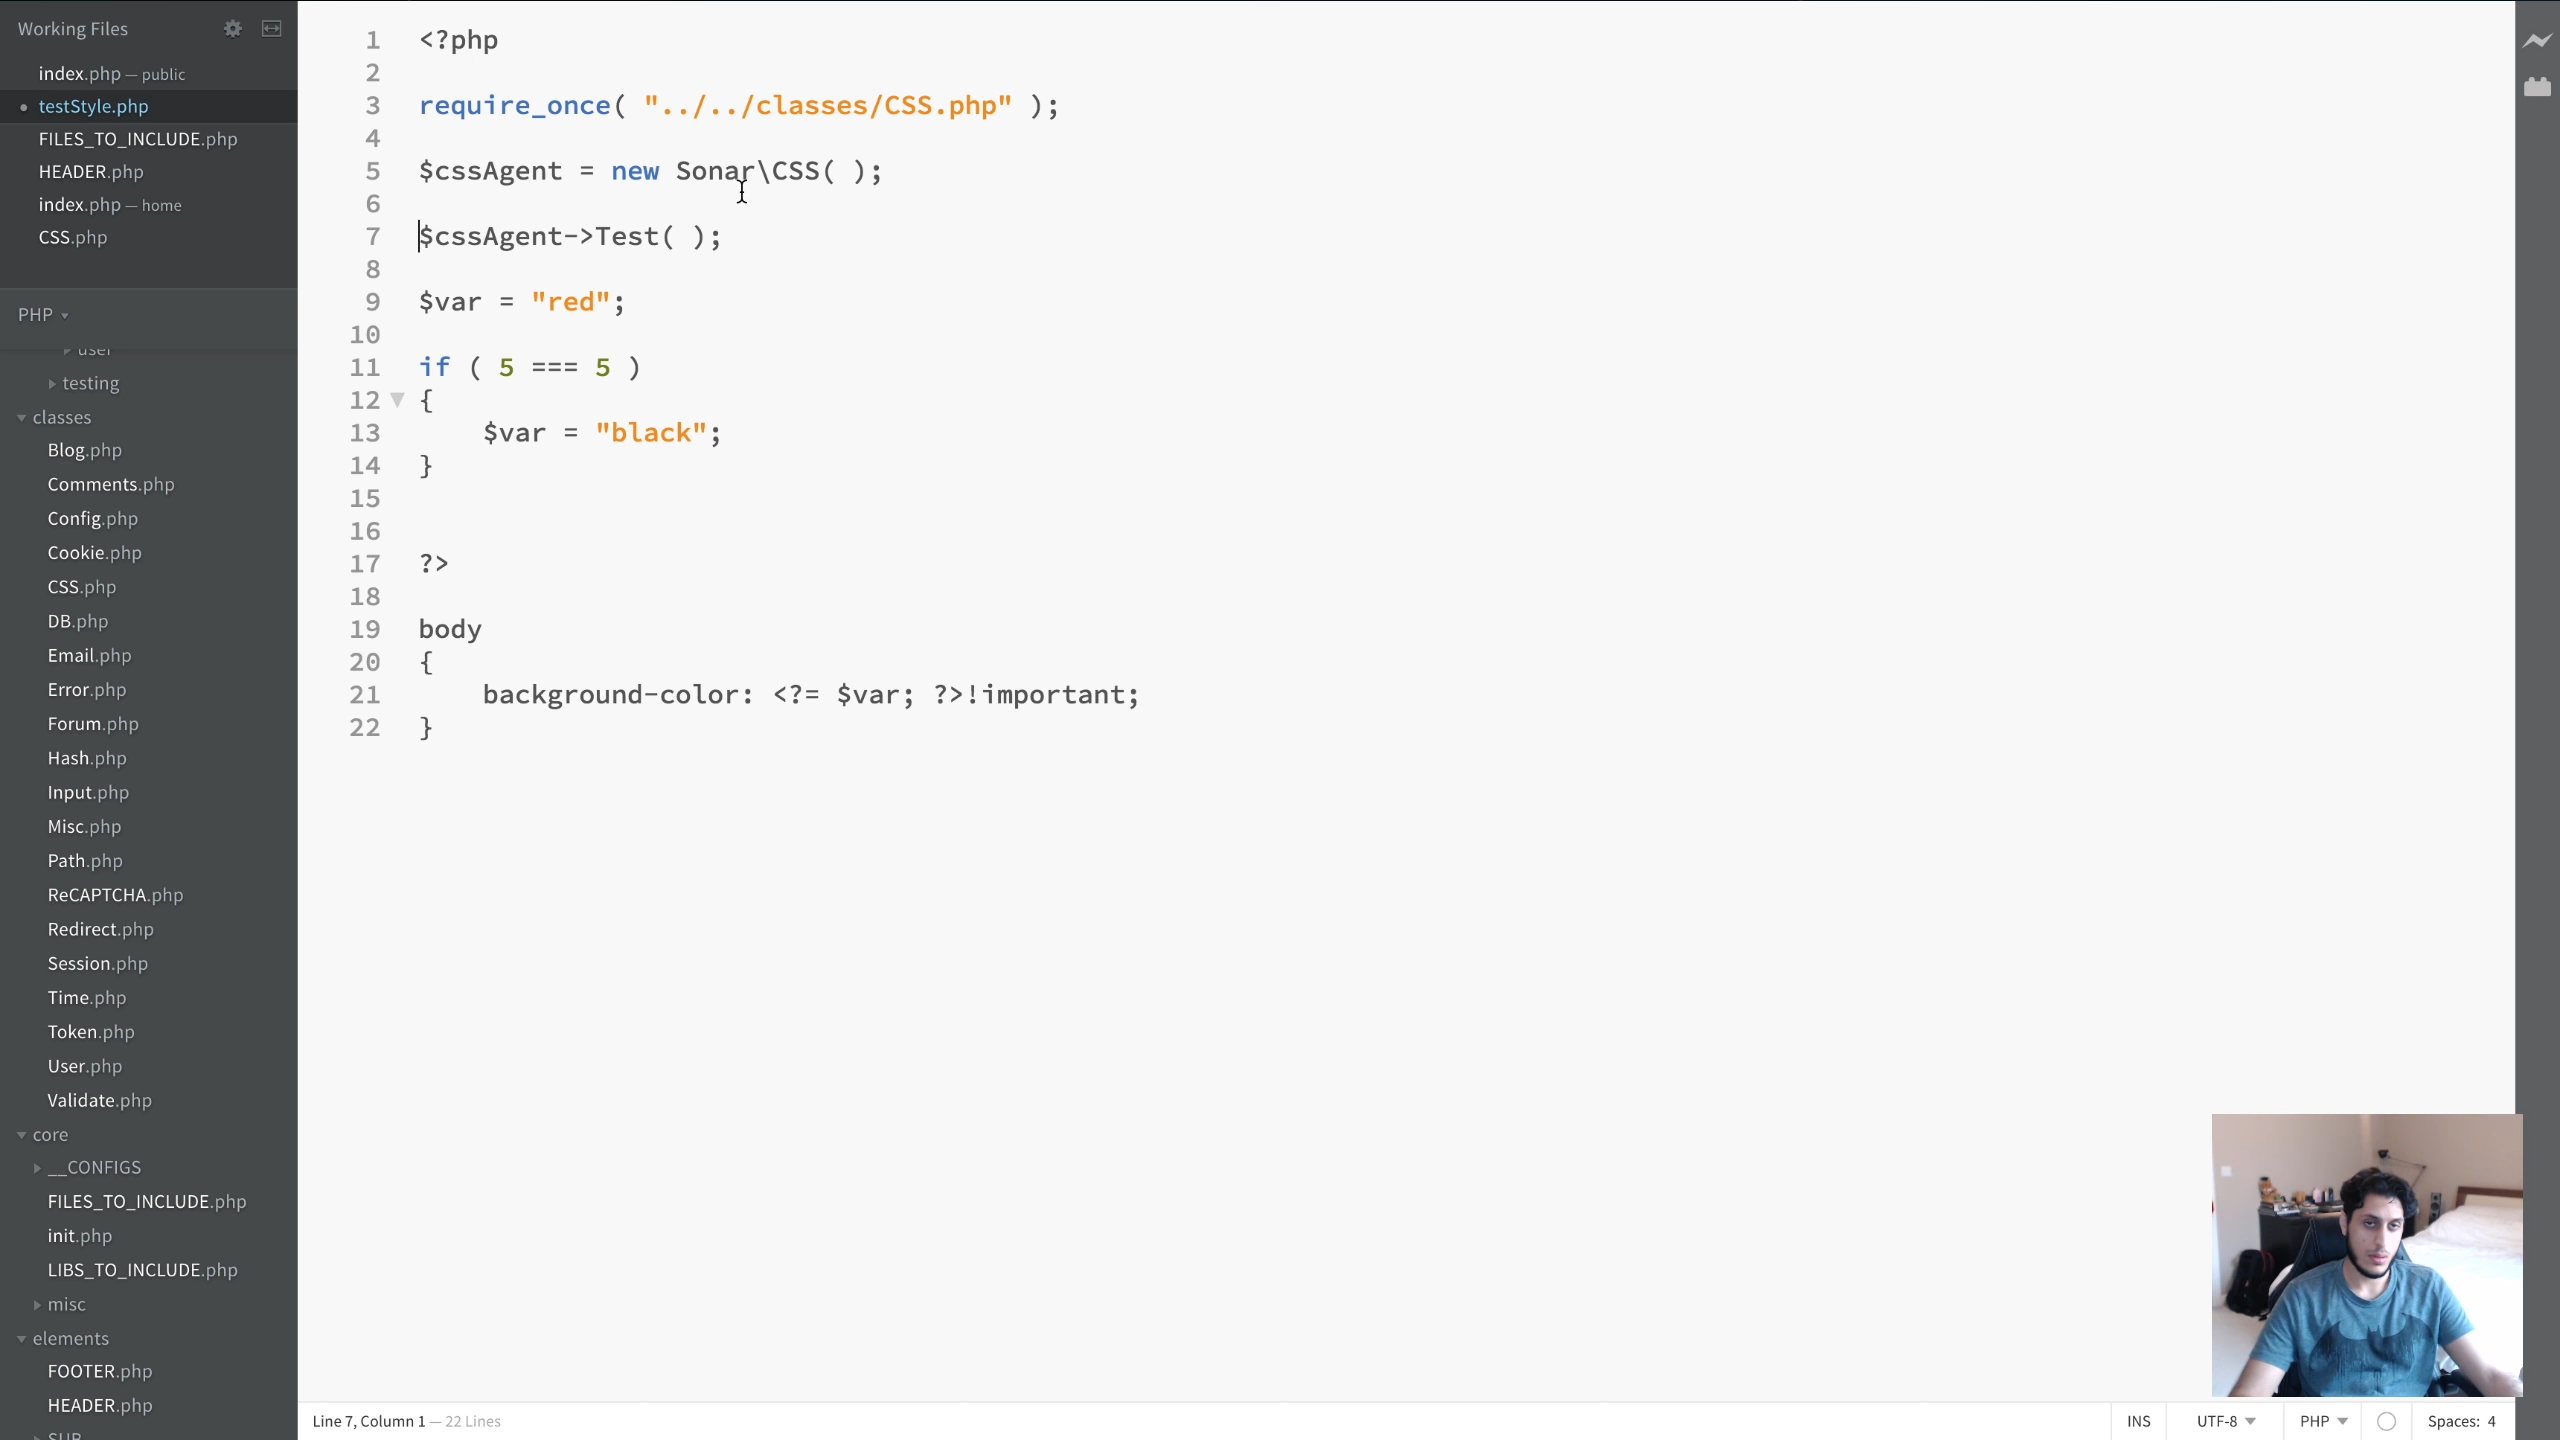 Working Files
index.php — public
testStyle.php
FILES_TO_INCLUDE.php
HEADER.php
index.php — home
CSS.php
PHP
user
testing
classes
Blog.php
Comments.php
Config.php
Cookie.php
CSS.php
DB.php
Email.php
Error.php
Forum.php
Hash.php
Input.php
Misc.php
Path.php
ReCAPTCHA.php
Redirect.php
Session.php
Time.php
Token.php
User.php
Validate.php
core
__CONFIGS
FILES_TO_INCLUDE.php
init.php
LIBS_TO_INCLUDE.php
misc
elements
FOOTER.php
HEADER.php
SUB
1 <?php
2
3 require_once( "../../classes/CSS.php" );
4
5 $cssAgent = new Sonar\CSS( );
6
7 $cssAgent->Test( );
8
9 $var = "red";
10
11 if ( 5 === 5 )
12 {
13 $var = "black";
14 }
15
16
17 ?>
18
19 body
20 {
21 background-color: <?= $var; ?>!important;
22 }
Line 7, Column 1 — 22 Lines
INS UTF-8 PHP Spaces: 4